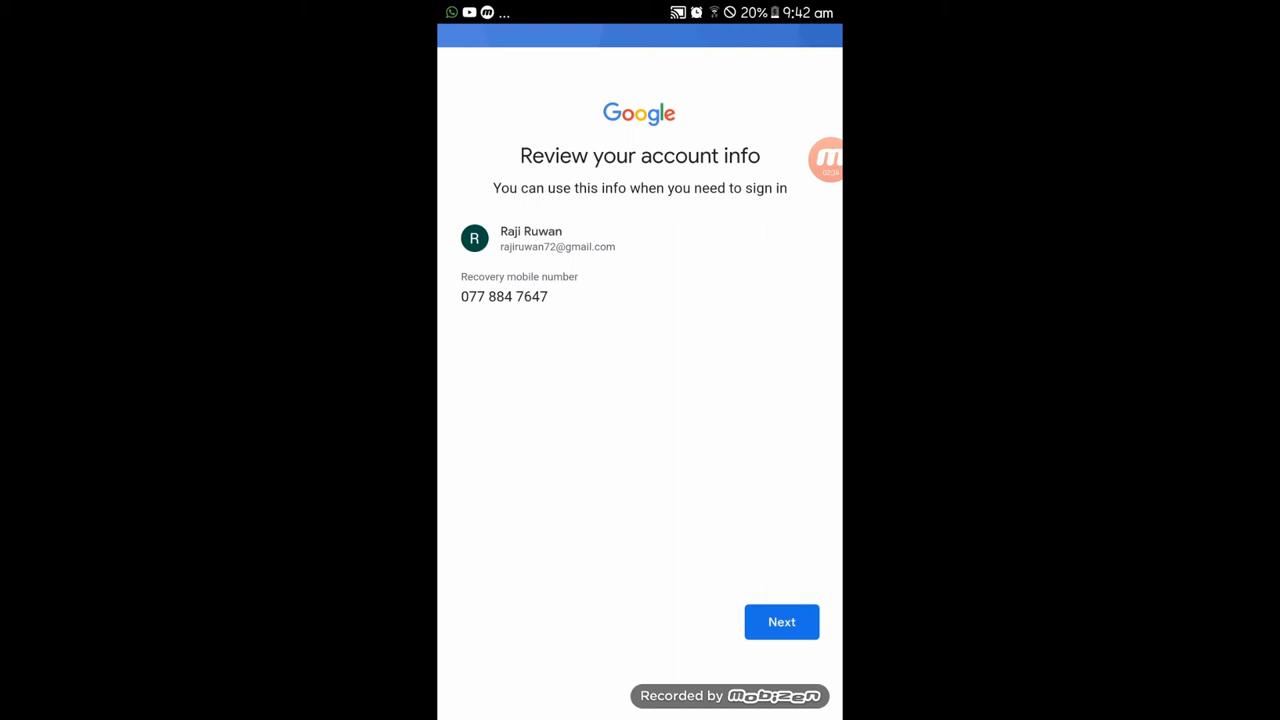 ... 20% 9:42 am
Google
Review your account info
You can use this info when you need to sign in
R
Raji Ruwan
rajiruwan72@gmail.com
Recovery mobile number
077 884 7647
Next
Recorded by mobizen